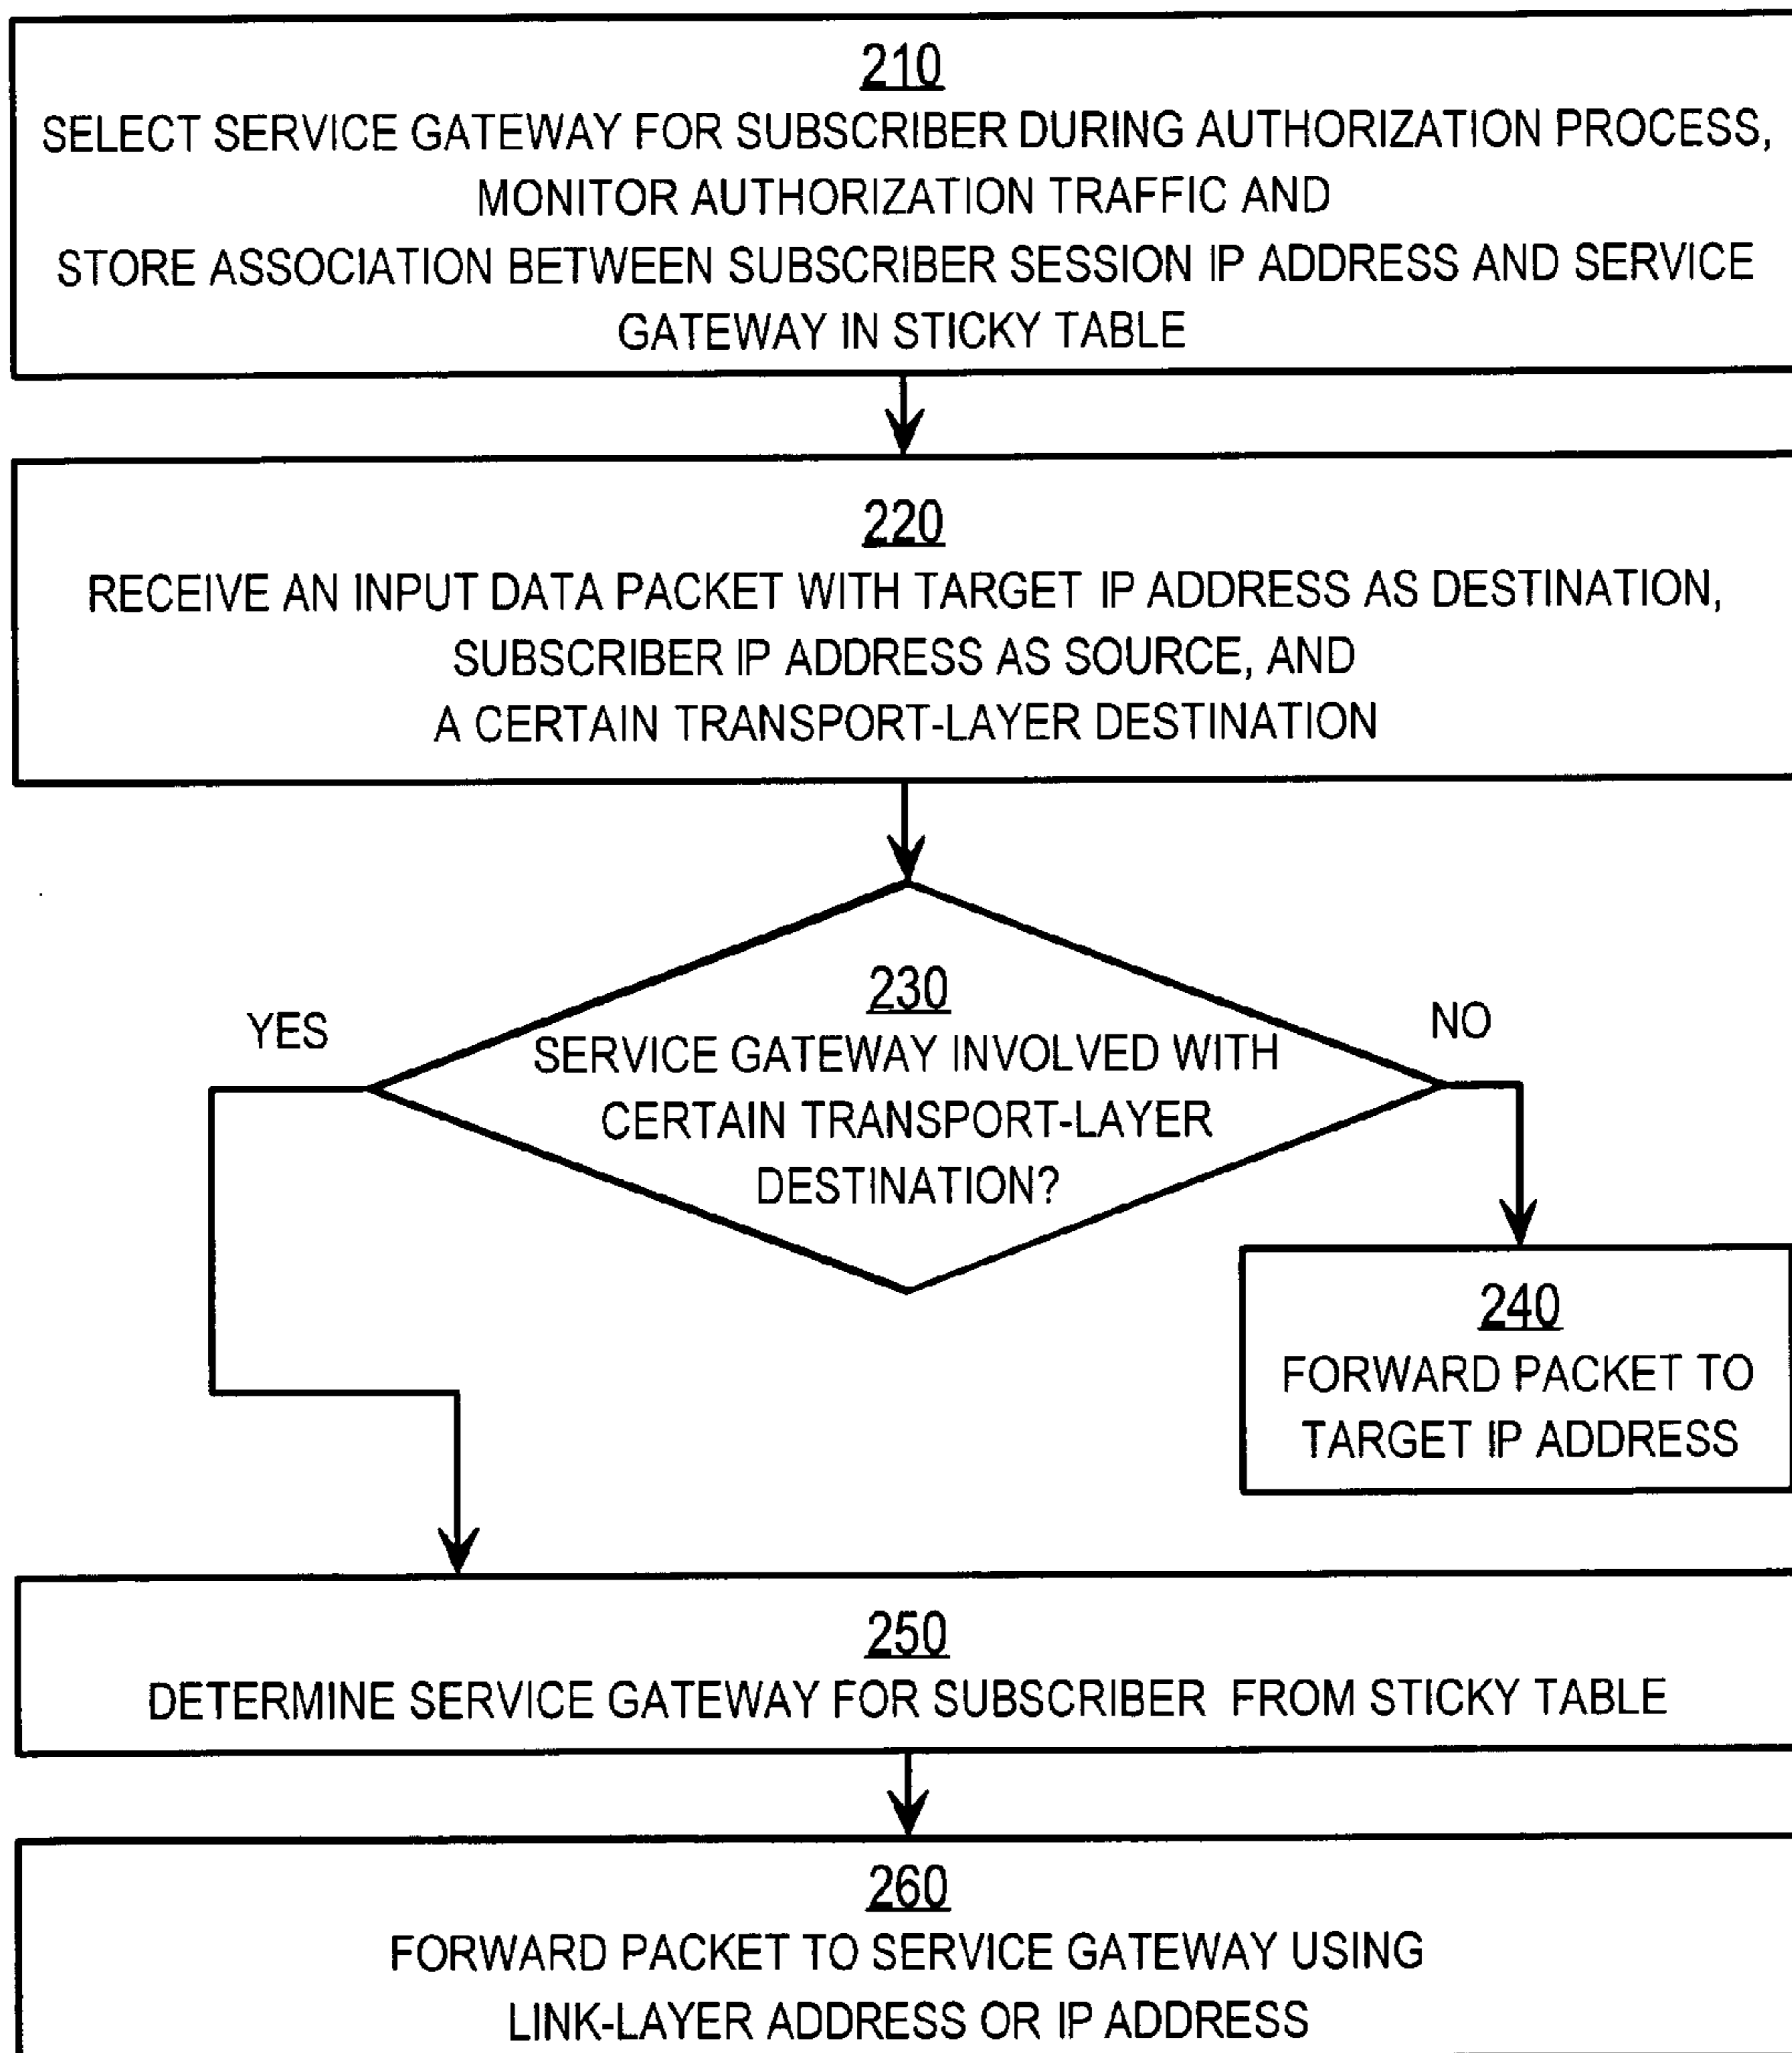 210
SELECT SERVICE GATEWAY FOR SUBSCRIBER DURING AUTHORIZATION PROCESS,
MONITOR AUTHORIZATION TRAFFIC AND
STORE ASSOCIATION BETWEEN SUBSCRIBER SESSION IP ADDRESS AND SERVICE
GATEWAY IN STICKY TABLE
220
RECEIVE AN INPUT DATA PACKET WITH TARGET IP ADDRESS AS DESTINATION,
SUBSCRIBER IP ADDRESS AS SOURCE, AND
A CERTAIN TRANSPORT-LAYER DESTINATION
230
SERVICE GATEWAY INVOLVED WITH
CERTAIN TRANSPORT-LAYER
DESTINATION?
YES
NO
240
FORWARD PACKET TO
TARGET IP ADDRESS
250
DETERMINE SERVICE GATEWAY FOR SUBSCRIBER FROM STICKY TABLE
260
FORWARD PACKET TO SERVICE GATEWAY USING
LINK-LAYER ADDRESS OR IP ADDRESS